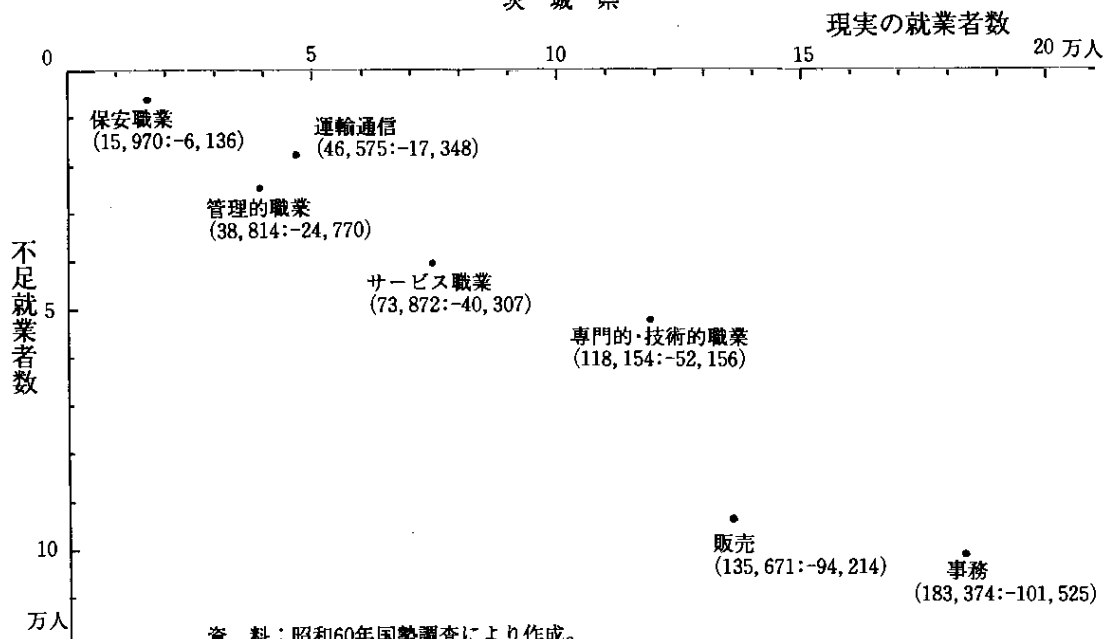 茨城県
現実の就業者数
0 5 10 15 20 万人
保安職業
(15,970:-6,136)
運輸通信
(46,575:-17,348)
管理的職業
(38,814:-24,770)
不足就業者数
サービス職業
(73,872:-40,307)
5
専門的・技術的職業
(118,154:-52,156)
10
販売
(135,671:-94,214)
事務
(183,374:-101,525)
万人
資 料：昭和60年国勢調査により作成。